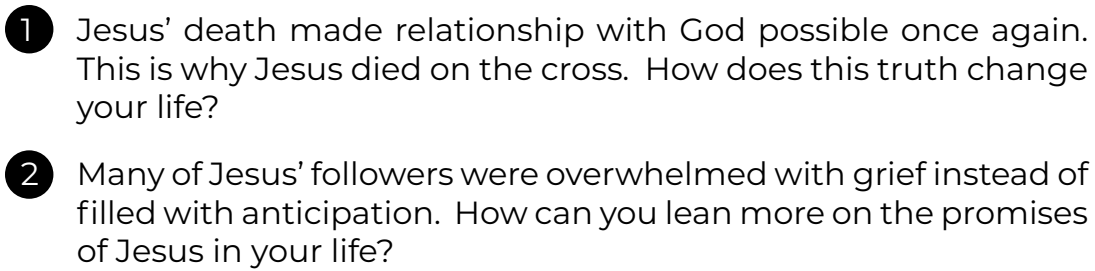 1 Jesus’ death made relationship with God possible once again.
This is why Jesus died on the cross.  How does this truth change
your life?
2 Many of Jesus’ followers were overwhelmed with grief instead of
filled with anticipation.  How can you lean more on the promises
of Jesus in your life?